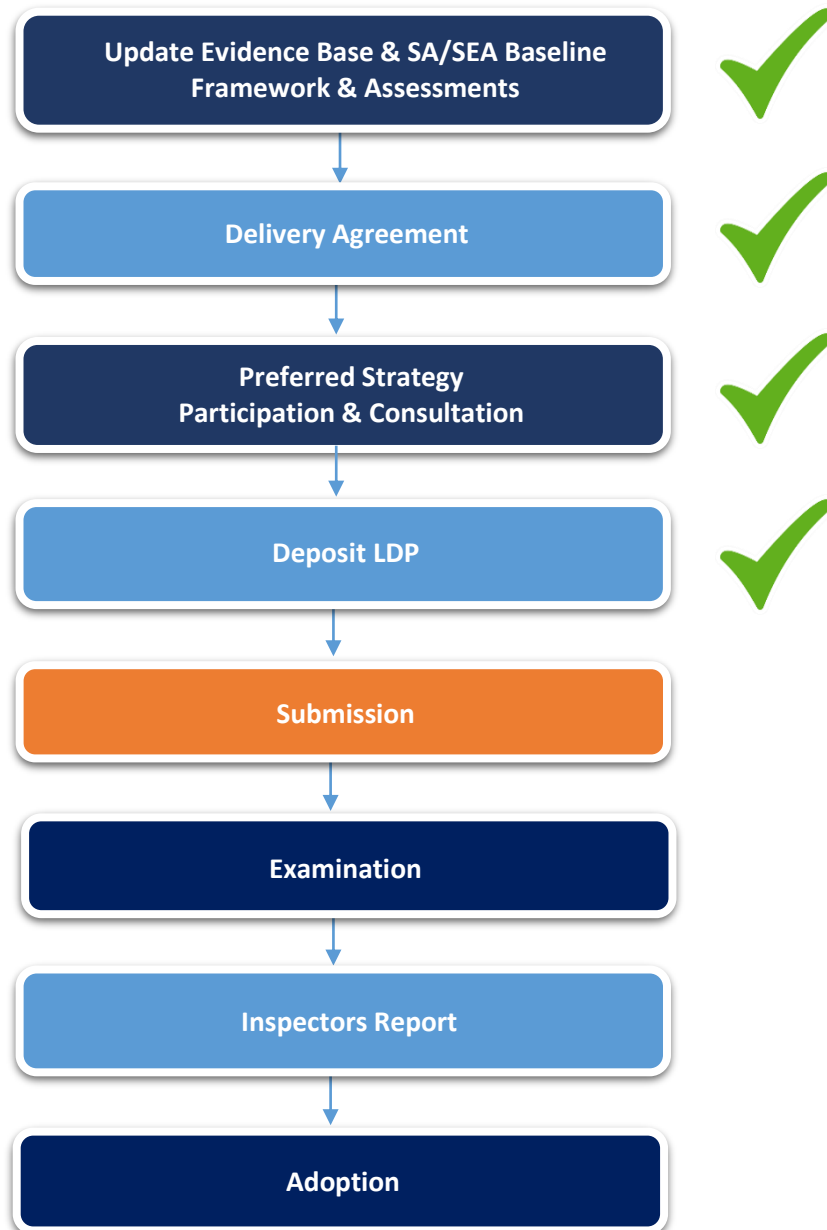 Update Evidence Base & SA/SEA Baseline
Framework & Assessments
Delivery Agreement
Preferred Strategy
Participation & Consultation
Deposit LDP
Submission
Examination
Inspectors Report
Adoption